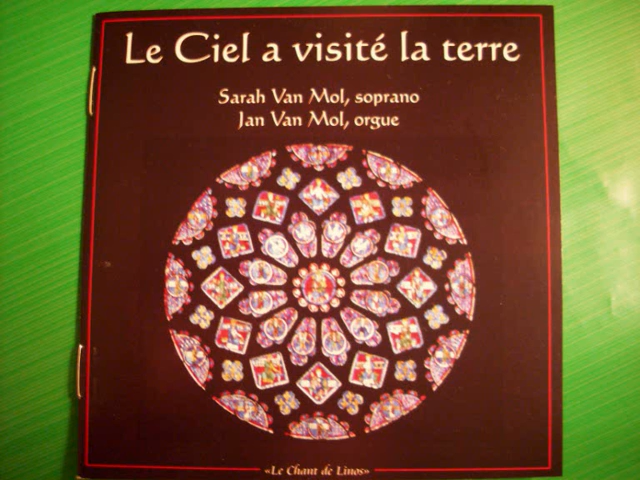 Le Ciel a visité la terre
Sarah Van Mol, soprano
Jan Van Mol, orgue
«Le Chant de Linos»